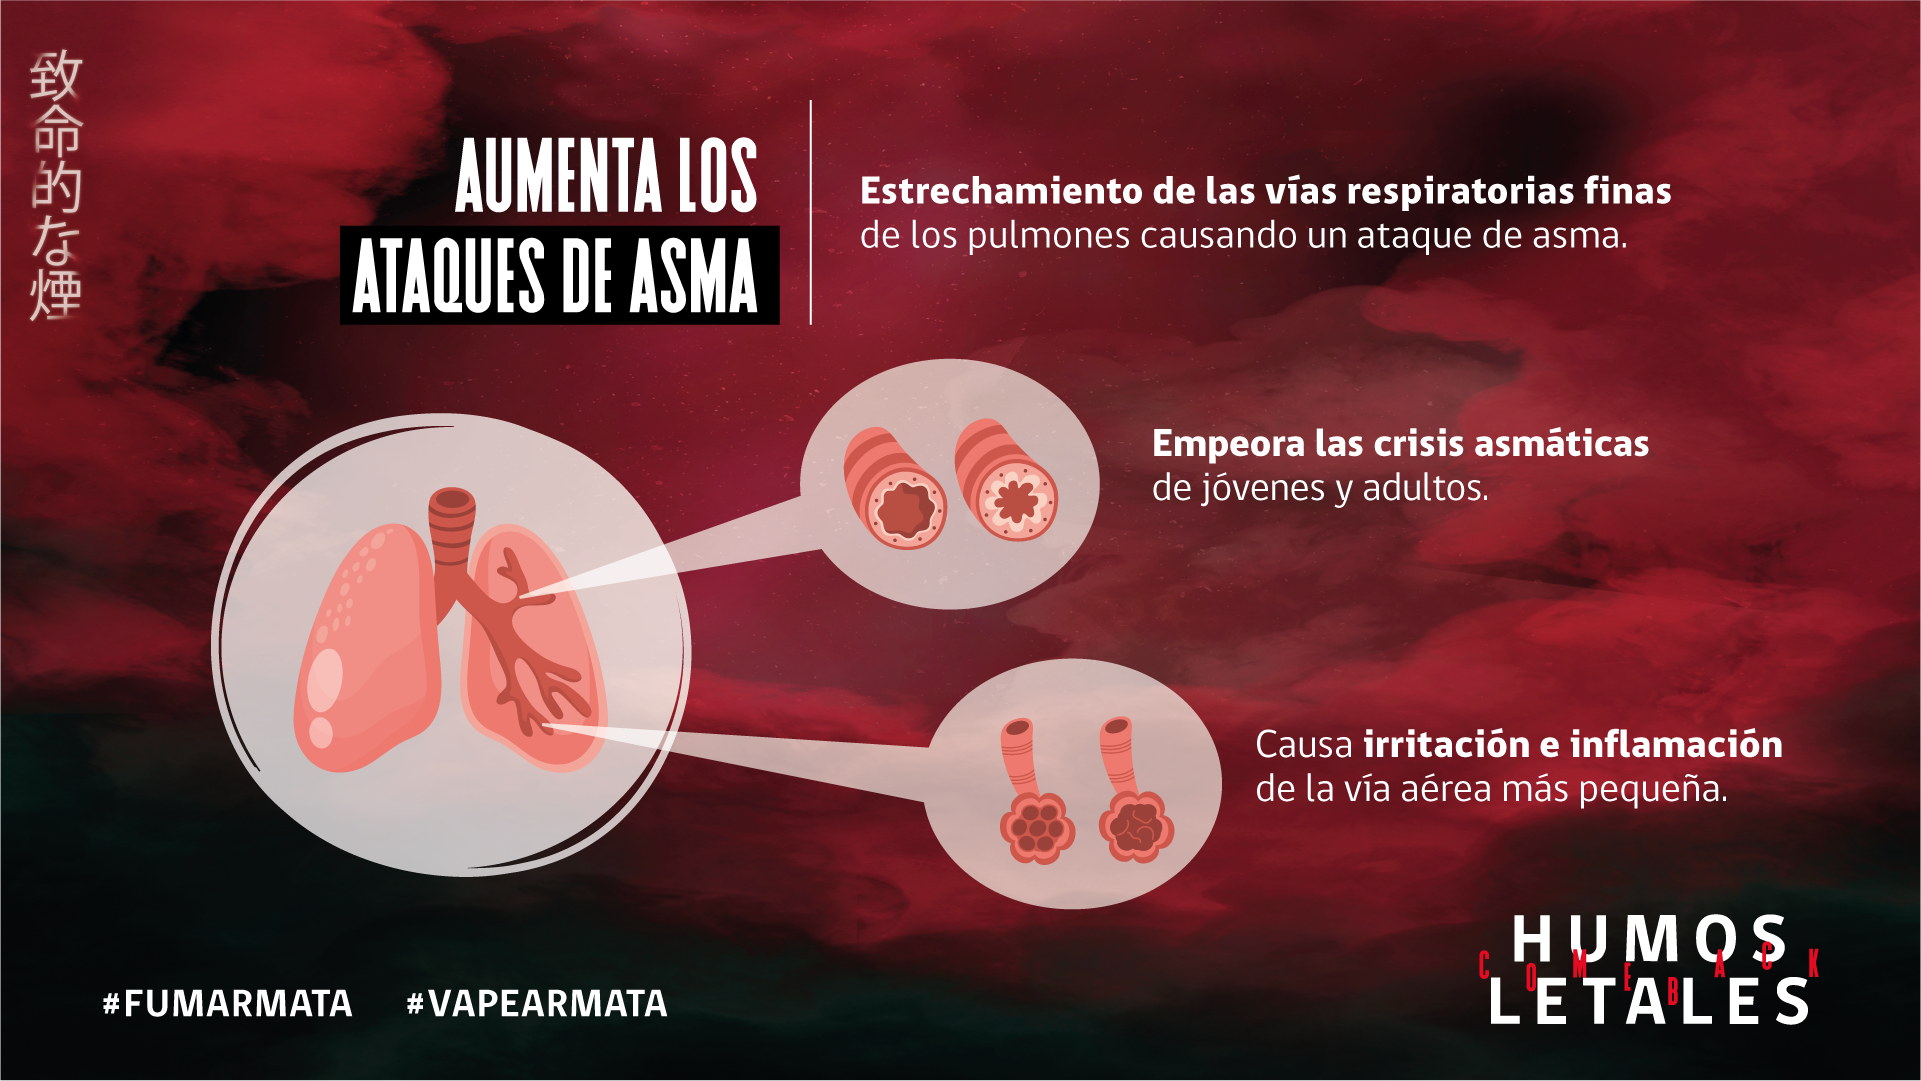 致命的な煙
AUMENTA LOS
ATAQUES DE ASMA
Estrechamiento de las vías respiratorias finas
de los pulmones causando un ataque de asma.
Empeora las crisis asmáticas
de jóvenes y adultos.
Causa irritación e inflamación
de la vía aérea más pequeña.
#FUMARMATA #VAPEARMATA
HUMOS
COMEBACK
LETALES